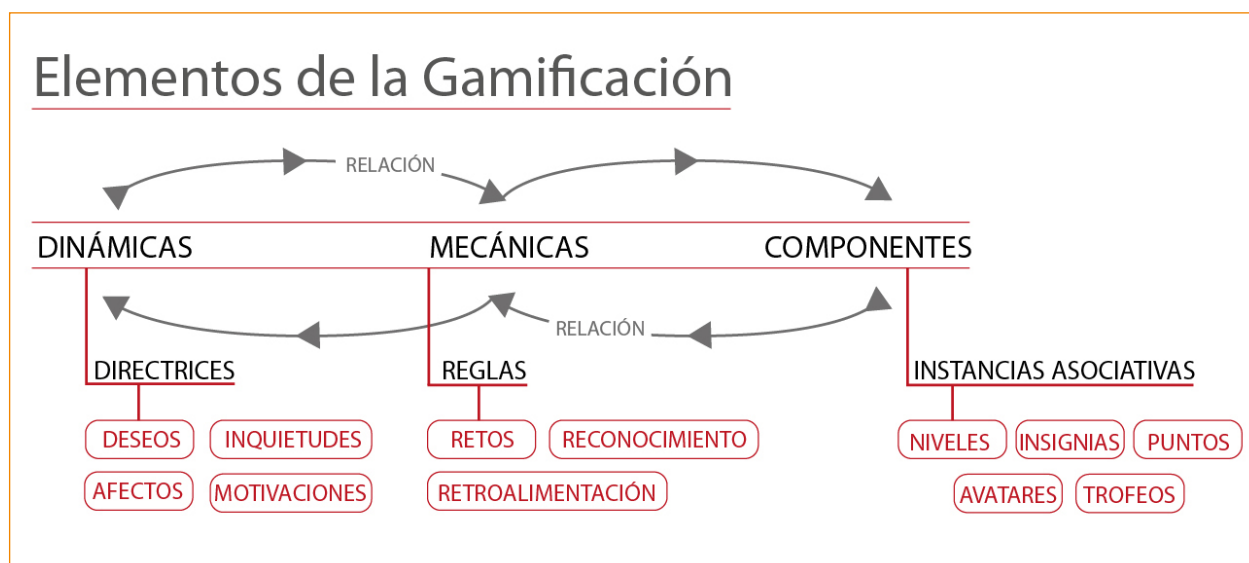 Elementos de la Gamificación
RELACIÓN
DINÁMICAS
MECÁNICAS
COMPONENTES
RELACIÓN
DIRECTRICES
REGLAS
INSTANCIAS ASOCIATIVAS
DESEOS
INQUIETUDES
AFECTOS
MOTIVACIONES
RETOS
RECONOCIMIENTO
RETROALIMENTACIÓN
NIVELES
INSIGNIAS
PUNTOS
AVATARES
TROFEOS